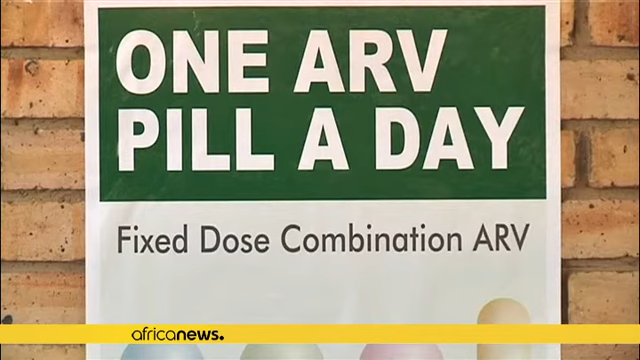 ONE ARV
PILL A DAY
Fixed Dose Combination ARV
africanews.